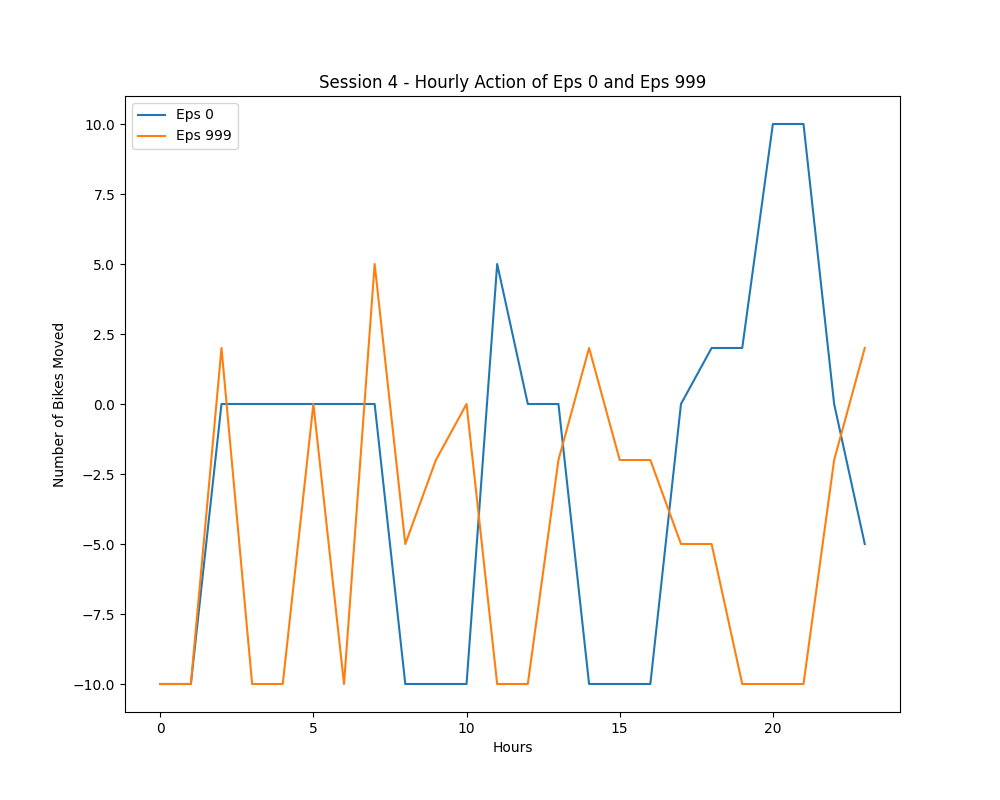 Session 4 - Hourly Action of Eps 0 and Eps 999
Eps 0
Eps 999
10.0
7.5
5.0
2.5
0.0
−2.5
−5.0
−7.5
−10.0
Number of Bikes Moved
0 5 10 15 20
Hours